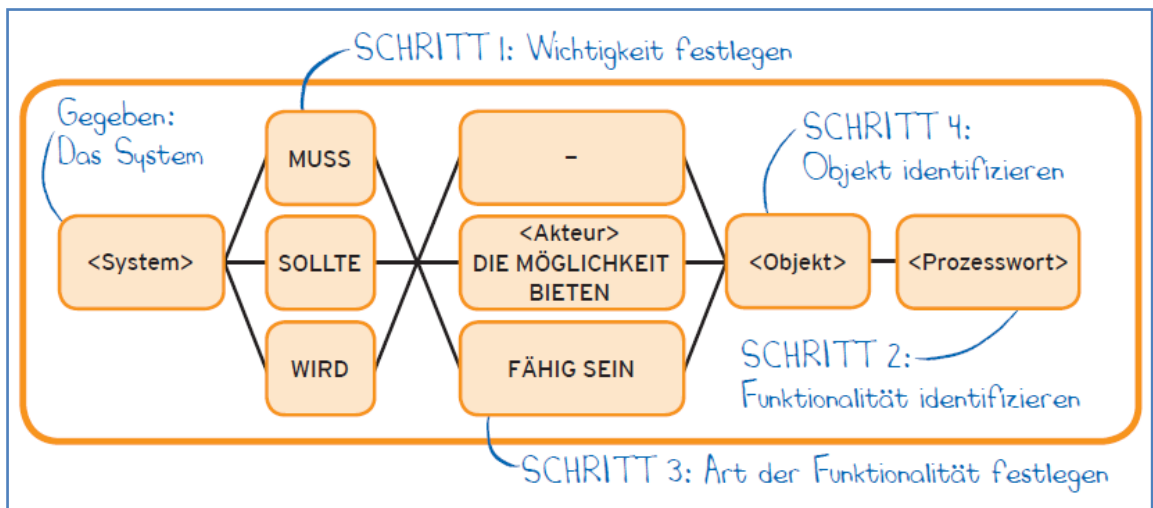 SCHRITT 1: Wichtigkeit festlegen
Gegeben:
Das System
<System>
MUSS
SOLLTE
WIRD
–
<Akteur>
DIE MÖGLICHKEIT
BIETEN
FÄHIG SEIN
SCHRITT 4:
Objekt identifizieren
<Objekt>
<Prozesswort>
SCHRITT 2:
Funktionalität identifizieren
SCHRITT 3: Art der Funktionalität festlegen